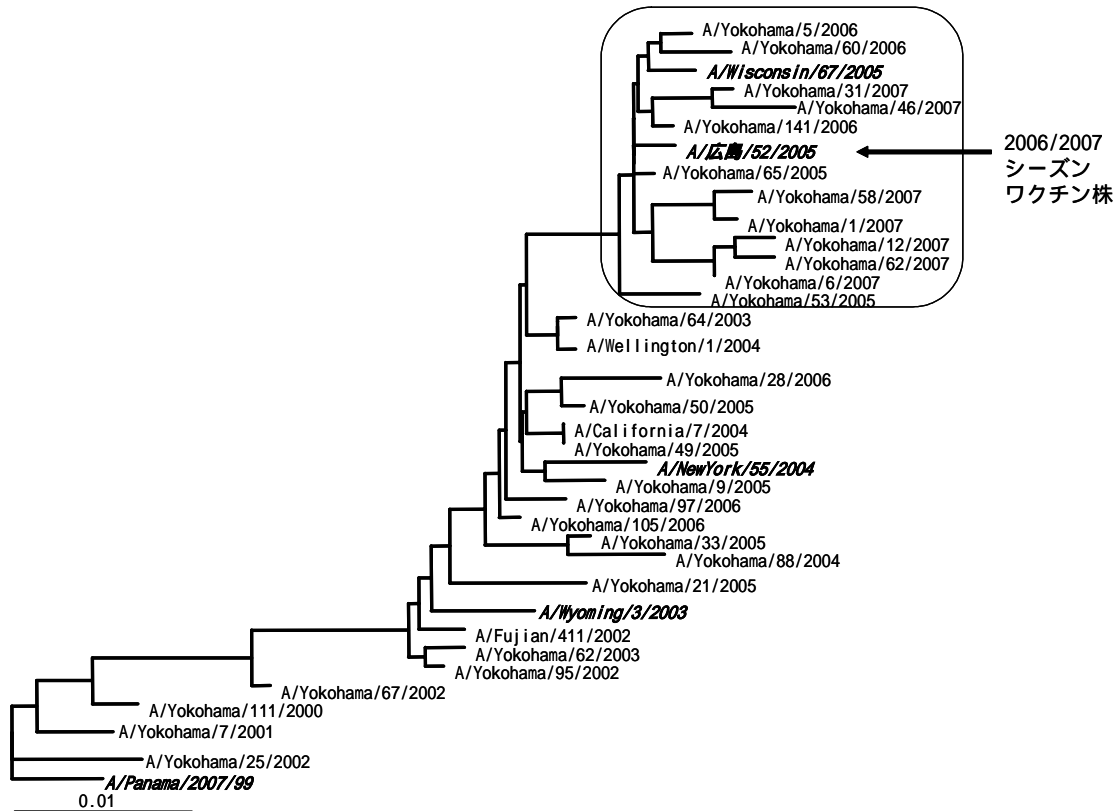 A/Yokohama/5/2006
A/Yokohama/60/2006
A/Wisconsin/67/2005
A/Yokohama/31/2007
A/Yokohama/46/2007
A/Yokohama/141/2006
A/広島/52/2005
2006/2007
シーズン
ワクチン株
A/Yokohama/65/2005
A/Yokohama/58/2007
A/Yokohama/1/2007
A/Yokohama/12/2007
A/Yokohama/62/2007
A/Yokohama/6/2007
A/Yokohama/53/2005
A/Yokohama/64/2003
A/Wellington/1/2004
A/Yokohama/28/2006
A/Yokohama/50/2005
A/California/7/2004
A/Yokohama/49/2005
A/NewYork/55/2004
A/Yokohama/9/2005
A/Yokohama/97/2006
A/Yokohama/105/2006
A/Yokohama/33/2005
A/Yokohama/88/2004
A/Yokohama/21/2005
A/Wyoming/3/2003
A/Fujian/411/2002
A/Yokohama/62/2003
A/Yokohama/95/2002
A/Yokohama/67/2002
A/Yokohama/111/2000
A/Yokohama/7/2001
A/Yokohama/25/2002
A/Panama/2007/99
0.01